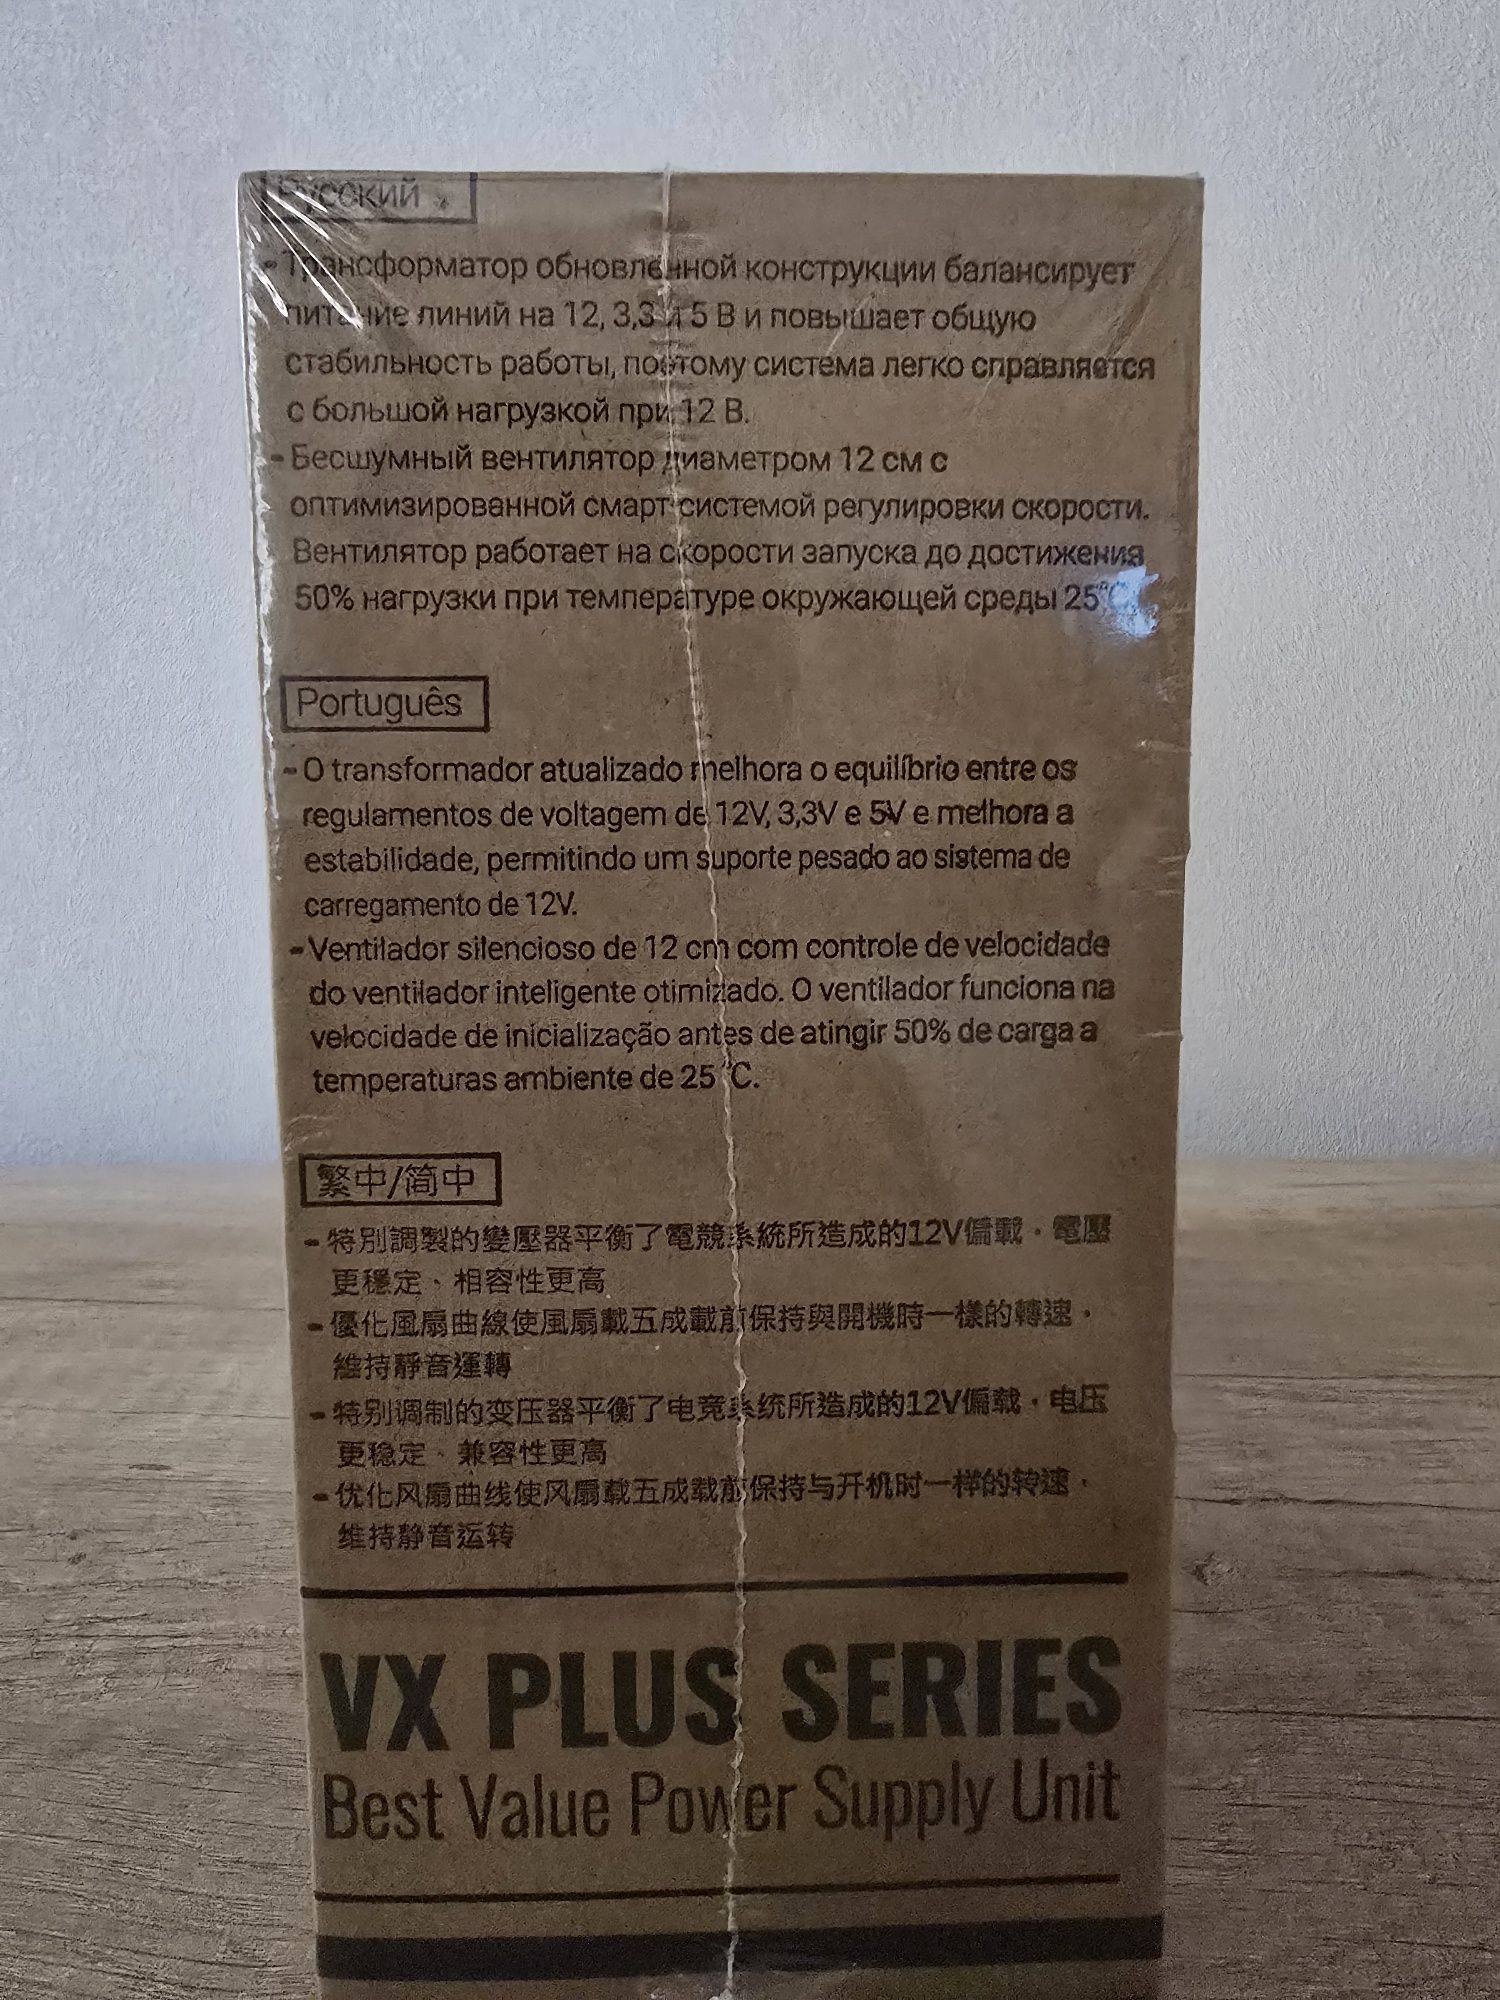 Русский
- Трансформатор обновленной конструкции балансирует
питание линий на 12, 3,3 и 5 В и повышает общую
стабильность работы, поэтому система легко справляется
с большой нагрузкой при 12 В.
- Бесшумный вентилятор диаметром 12 см с
оптимизированной смарт-системой регулировки скорости.
Вентилятор работает на скорости запуска до достижения
50% нагрузки при температуре окружающей среды 25°C.
Português
- O transformador atualizado melhora o equilíbrio entre os
regulamentos de voltagem de 12V, 3,3V e 5V e melhora a
estabilidade, permitindo um suporte pesado ao sistema de
carregamento de 12V.
- Ventilador silencioso de 12 cm com controle de velocidade
do ventilador inteligente otimizado. O ventilador funciona na
velocidade de inicialização antes de atingir 50% de carga a
temperaturas ambiente de 25 °C.
繁中/简中
- 特別調製的變壓器平衡了電競系統所造成的12V偏載，電壓
更穩定、相容性更高
- 優化風扇曲線使風扇載五成載前保持與開機時一樣的轉速，
維持靜音運轉
- 特别调制的变压器平衡了电竞系统所造成的12V偏载，电压
更稳定、兼容性更高
- 优化风扇曲线使风扇载五成载前保持与开机时一样的转速，
维持静音运转
VX PLUS SERIES
Best Value Power Supply Unit